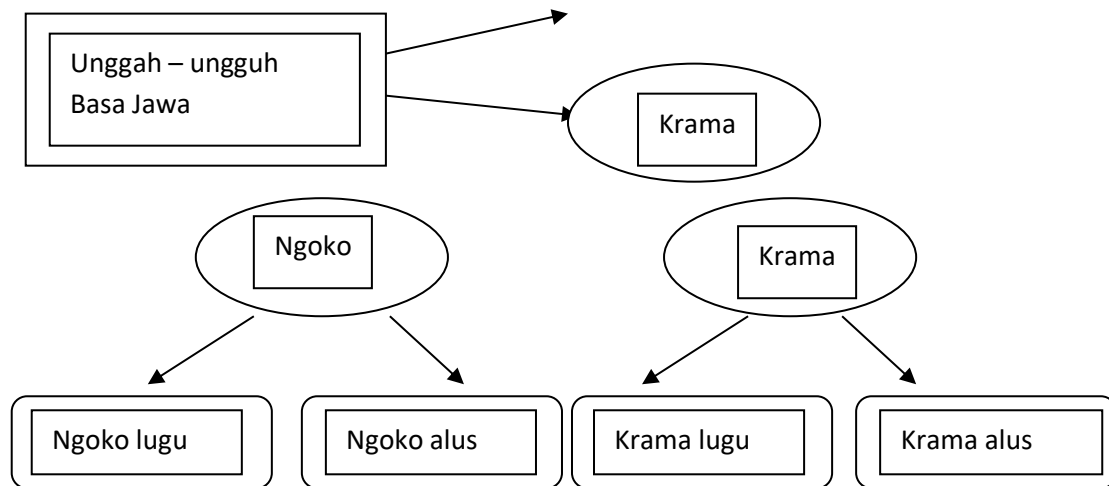 Unggah – ungguh
Basa Jawa
Krama
Ngoko
Krama
Ngoko lugu
Ngoko alus
Krama lugu
Krama alus